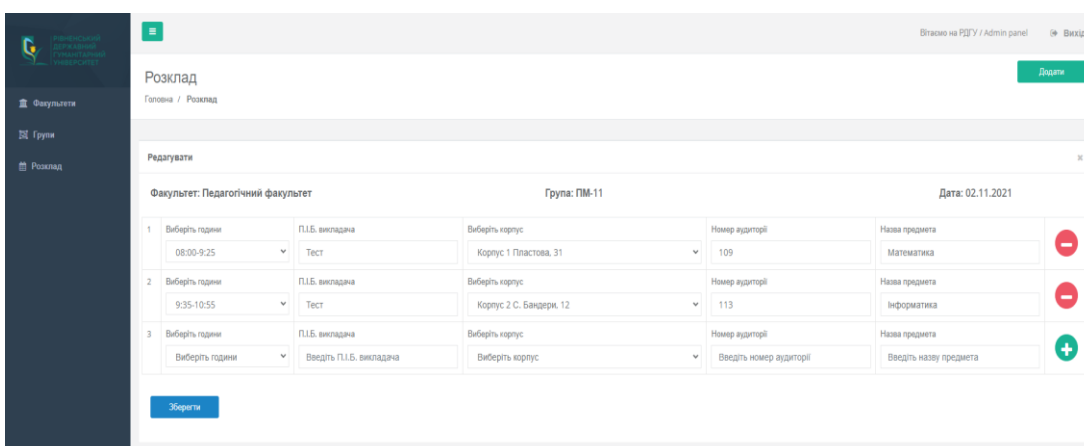 РІВНЕНСЬКИЙ
ДЕРЖАВНИЙ
ГУМАНІТАРНИЙ
УНІВЕРСИТЕТ
Вітаємо на РДГУ / Admin panel Вихід
Розклад
Додати
Головна / Розклад
Факультети
Групи
Розклад
Редагувати
Факультет: Педагогічний факультет Група: ПМ-11 Дата: 02.11.2021
1 Виберіть години П.І.Б. викладача Виберіть корпус Номер аудиторії Назва предмета
08:00-9:25 Тест Корпус 1 Пластова, 31 109 Математика
2 Виберіть години П.І.Б. викладача Виберіть корпус Номер аудиторії Назва предмета
9:35-10:55 Тест Корпус 2 С. Бандери, 12 113 Інформатика
3 Виберіть години П.І.Б. викладача Виберіть корпус Номер аудиторії Назва предмета
Виберіть години Введіть П.І.Б. викладача Виберіть корпус Введіть номер аудиторії Введіть назву предмета
Зберегти